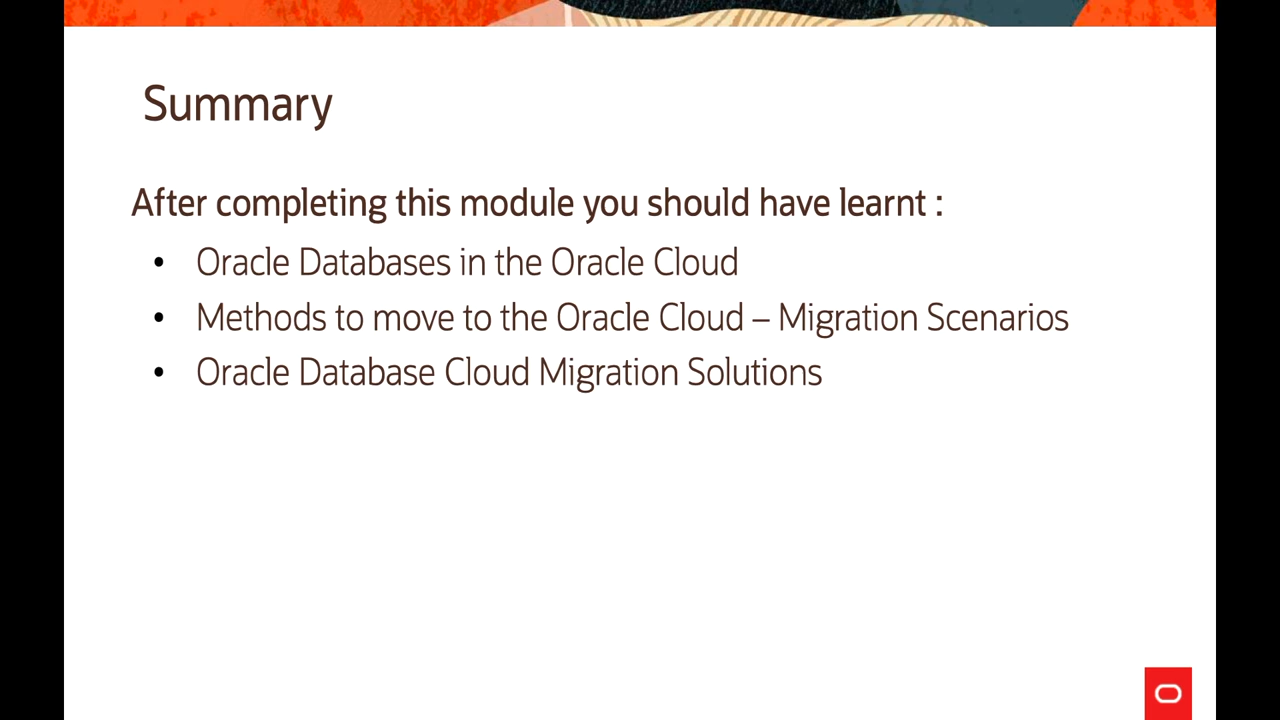 Summary
After completing this module you should have learnt :
• Oracle Databases in the Oracle Cloud
• Methods to move to the Oracle Cloud – Migration Scenarios
• Oracle Database Cloud Migration Solutions